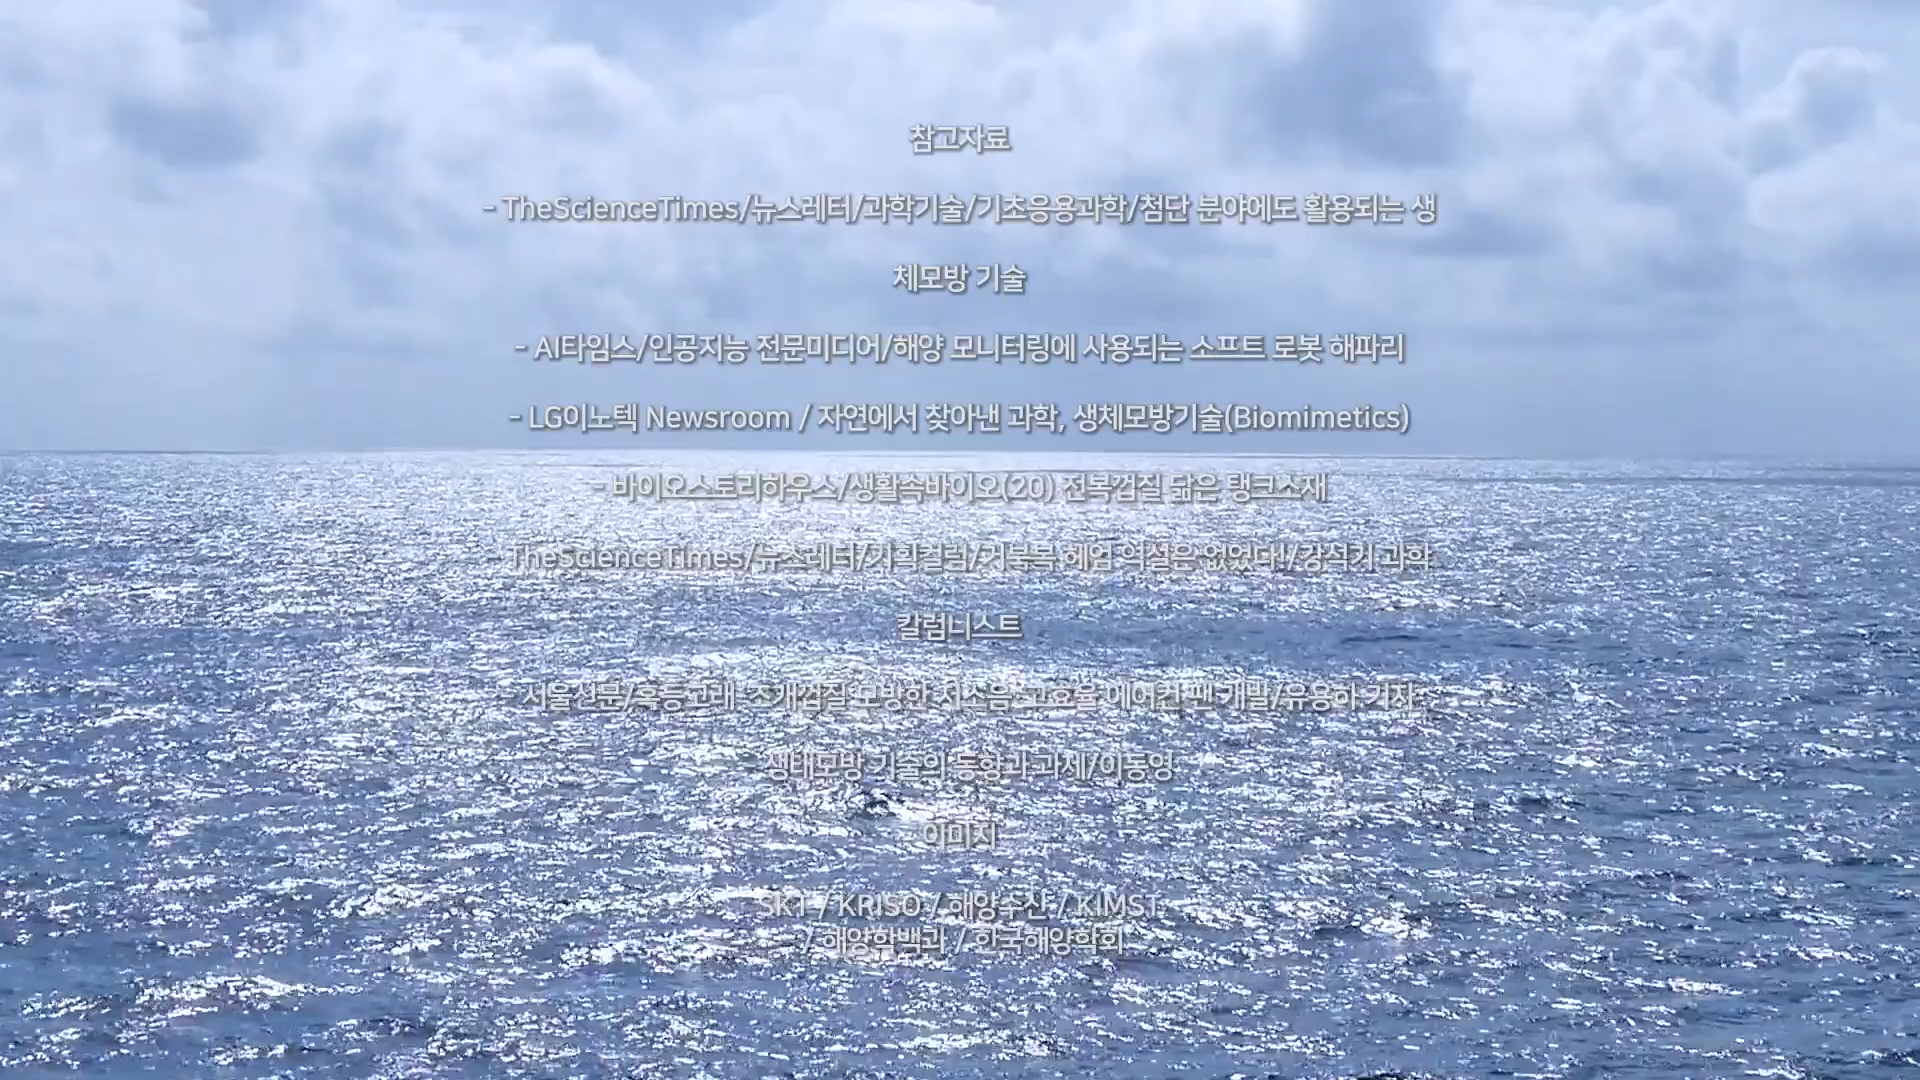 참고자료
- TheScienceTimes/뉴스레터/과학기술/기초응용과학/첨단 분야에도 활용되는 생
체모방 기술
- AI타임스/인공지능 전문미디어/해양 모니터링에 사용되는 소프트 로봇 해파리
- LG이노텍 Newsroom / 자연에서 찾아낸 과학, 생체모방기술(Biomimetics)
- 바이오스토리하우스/생활속바이오(20) 전복껍질 닮은 탱크소재
- TheScienceTimes/뉴스레터/기획칼럼/거북복 헤엄 역설은 없었다!/강석기 과학
칼럼니스트
- 서울신문/혹등고래·조개껍질 모방한 저소음·고효율 에어컨 팬 개발/유용하 기자
- 생태모방 기술의 동향과 과제/이동영
- 이미지
SKT / KRISO / 해양수산 / KIMST
/ 해양학백과 / 한국해양학회